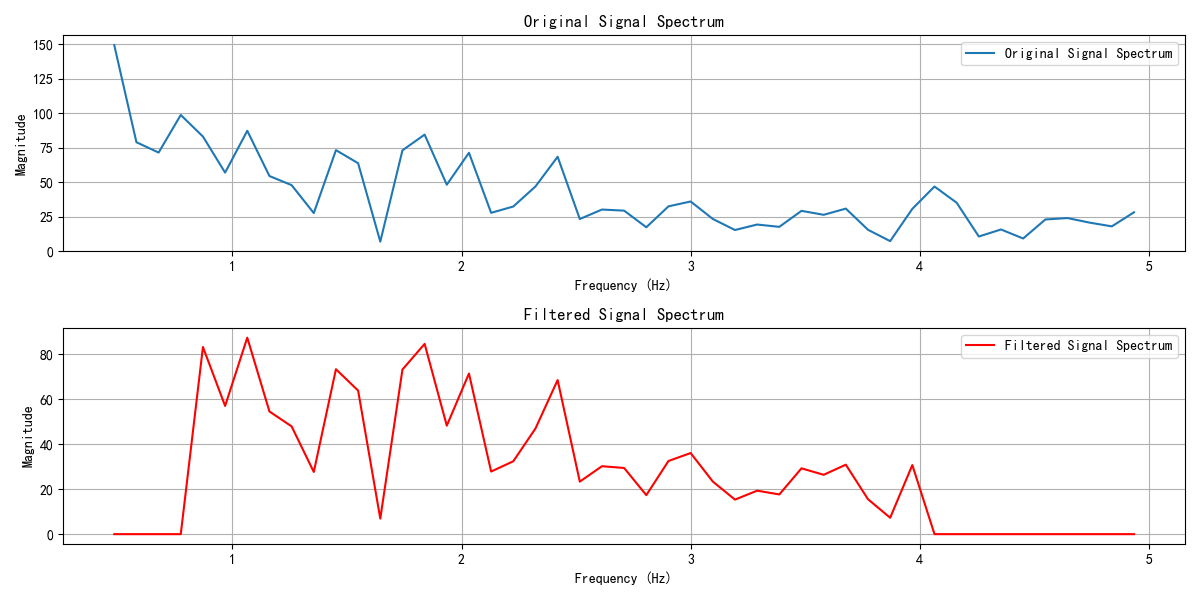 Original Signal Spectrum
Original Signal Spectrum
150
125
100
75
50
25
0
Magnitude
1 2 3 4 5
Frequency (Hz)
Filtered Signal Spectrum
Filtered Signal Spectrum
80
60
40
20
0
Magnitude
1 2 3 4 5
Frequency (Hz)